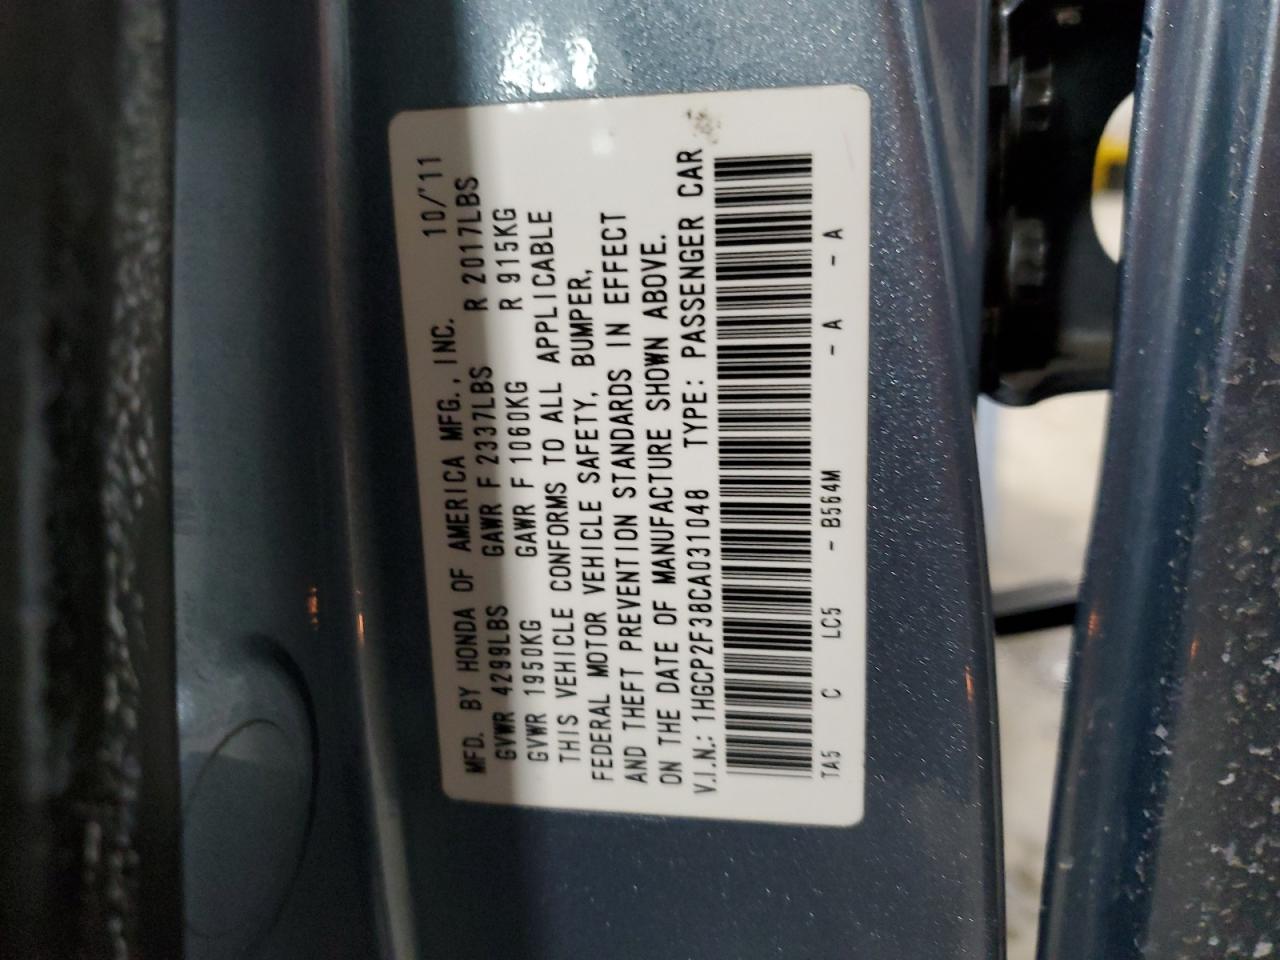 MFD. BY HONDA OF AMERICA MFG., INC. 10/'11
GVWR 4299LBS GAWR F 2337LBS R 2017LBS
GVWR 1950KG GAWR F 1060KG R 915KG
THIS VEHICLE CONFORMS TO ALL APPLICABLE
FEDERAL MOTOR VEHICLE SAFETY, BUMPER,
AND THEFT PREVENTION STANDARDS IN EFFECT
ON THE DATE OF MANUFACTURE SHOWN ABOVE.
V.I.N.: 1HGCP2F38CA031048 TYPE: PASSENGER CAR
TA5 C LC5 - B564M - A - A